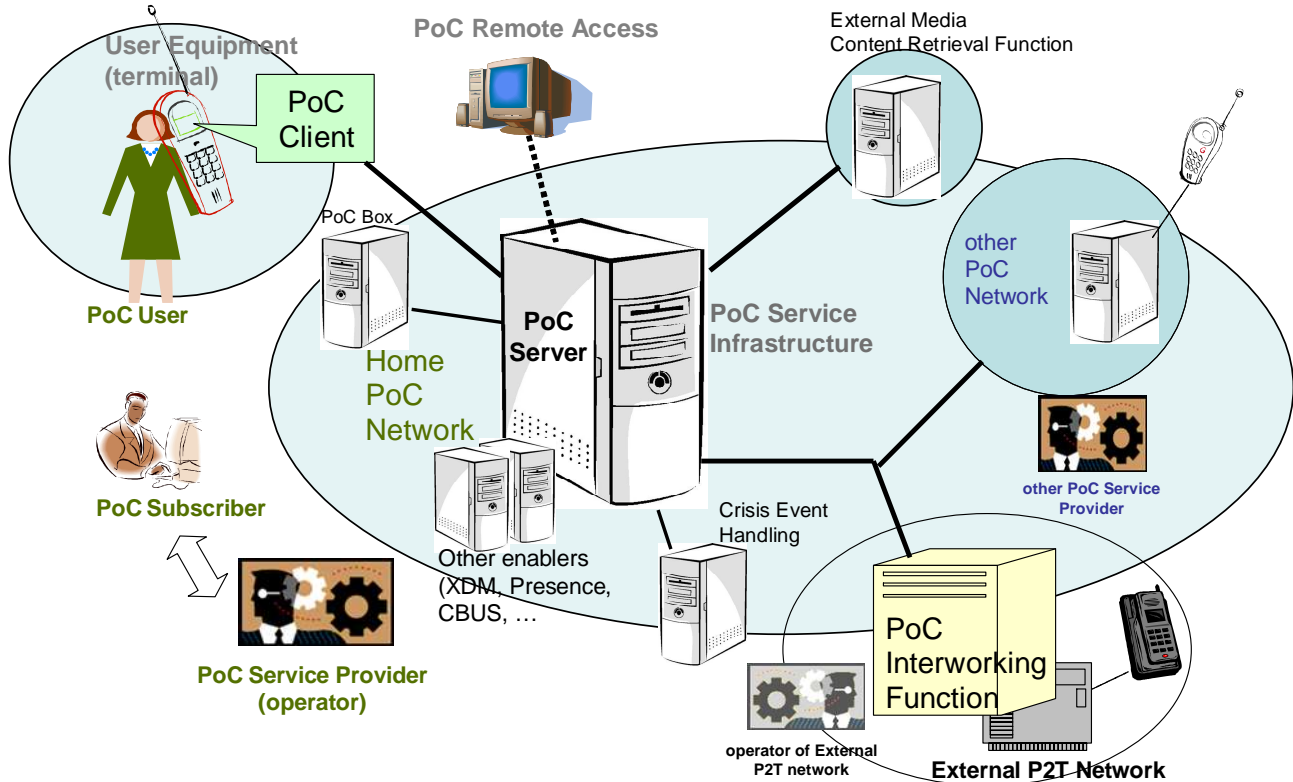 User Equipment
(terminal)
PoC
Client
PoC User
PoC Remote Access
External Media
Content Retrieval Function
PoC Box
PoC
Server
PoC Service
Infrastructure
Home
PoC
Network
other
PoC
Network
other PoC Service
Provider
PoC Subscriber
PoC Service Provider
(operator)
Other enablers
(XDM, Presence,
CBUS, …
Crisis Event
Handling
PoC
Interworking
Function
operator of External
P2T network
External P2T Network